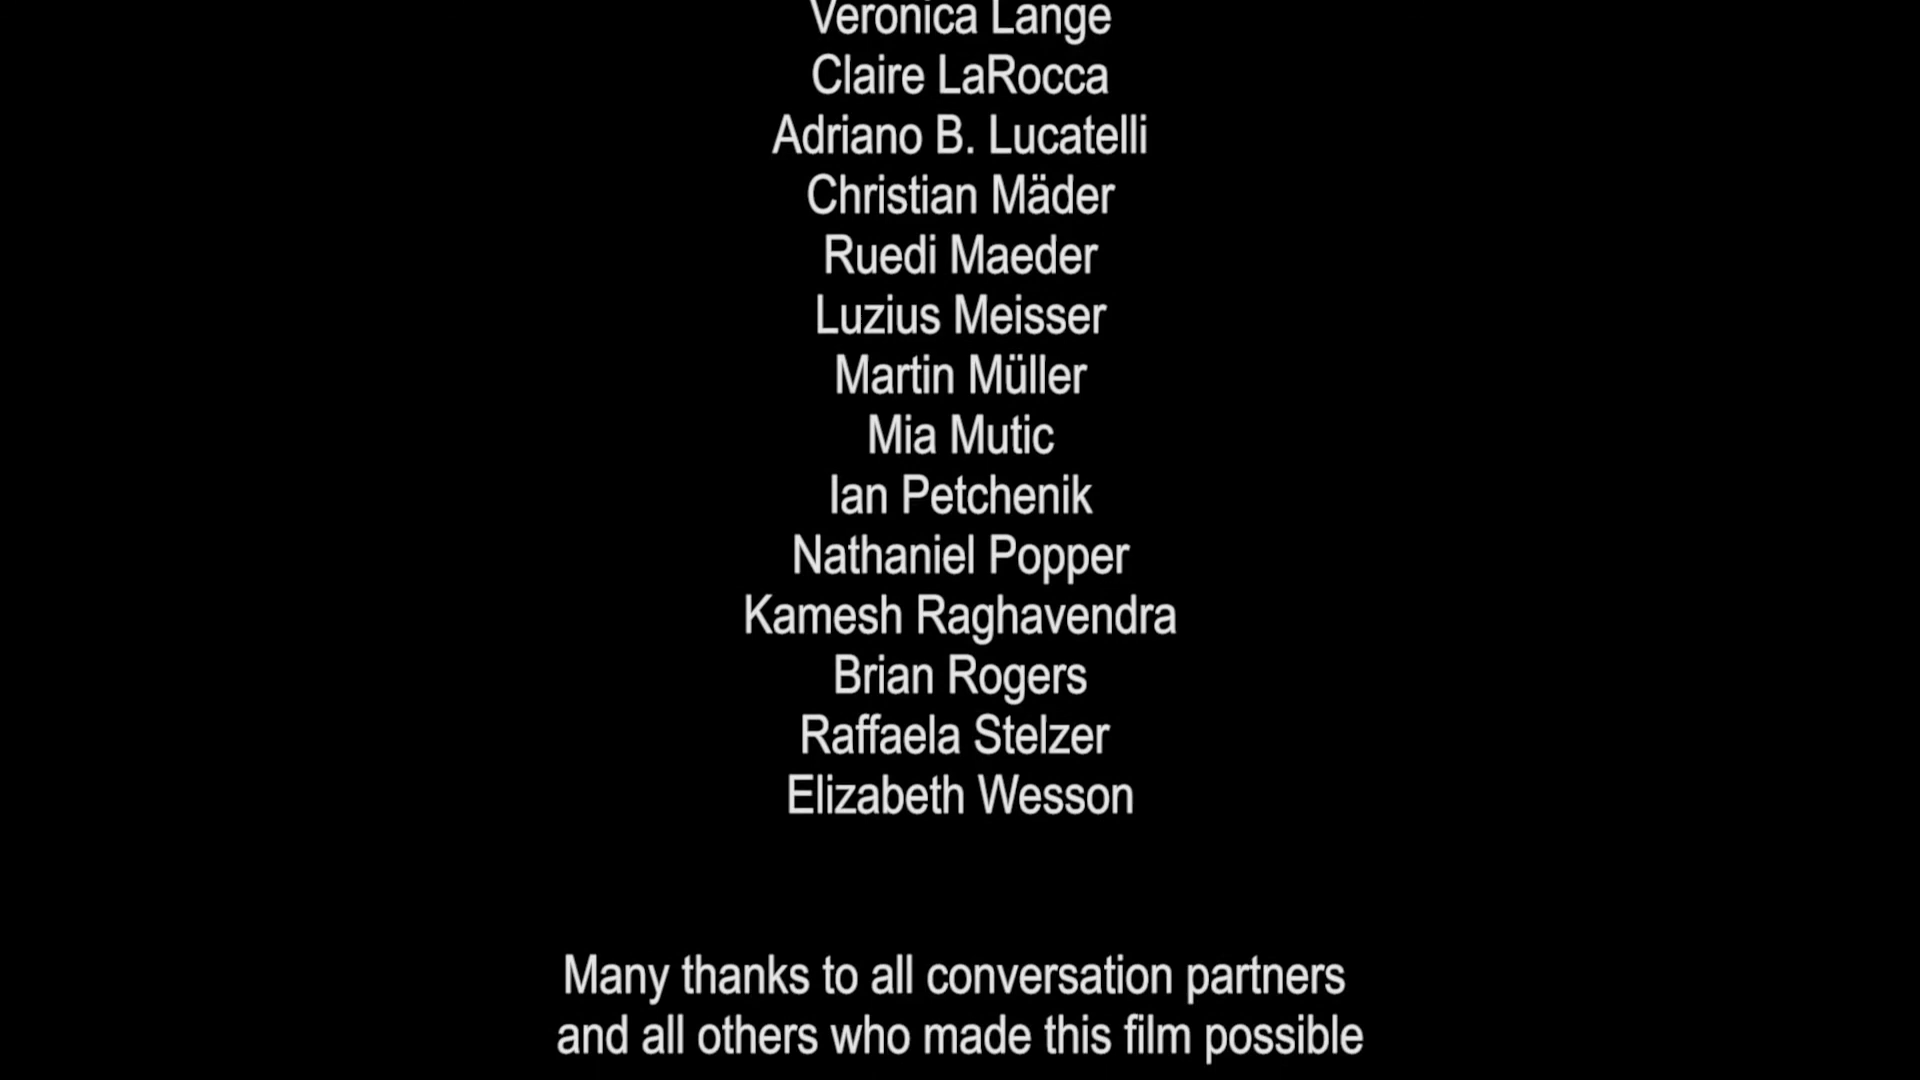 Veronica Lange
Claire LaRocca
Adriano B. Lucatelli
Christian Mäder
Ruedi Maeder
Luzius Meisser
Martin Müller
Mia Mutic
Ian Petchenik
Nathaniel Popper
Kamesh Raghavendra
Brian Rogers
Raffaela Stelzer
Elizabeth Wesson
Many thanks to all conversation partners
and all others who made this film possible